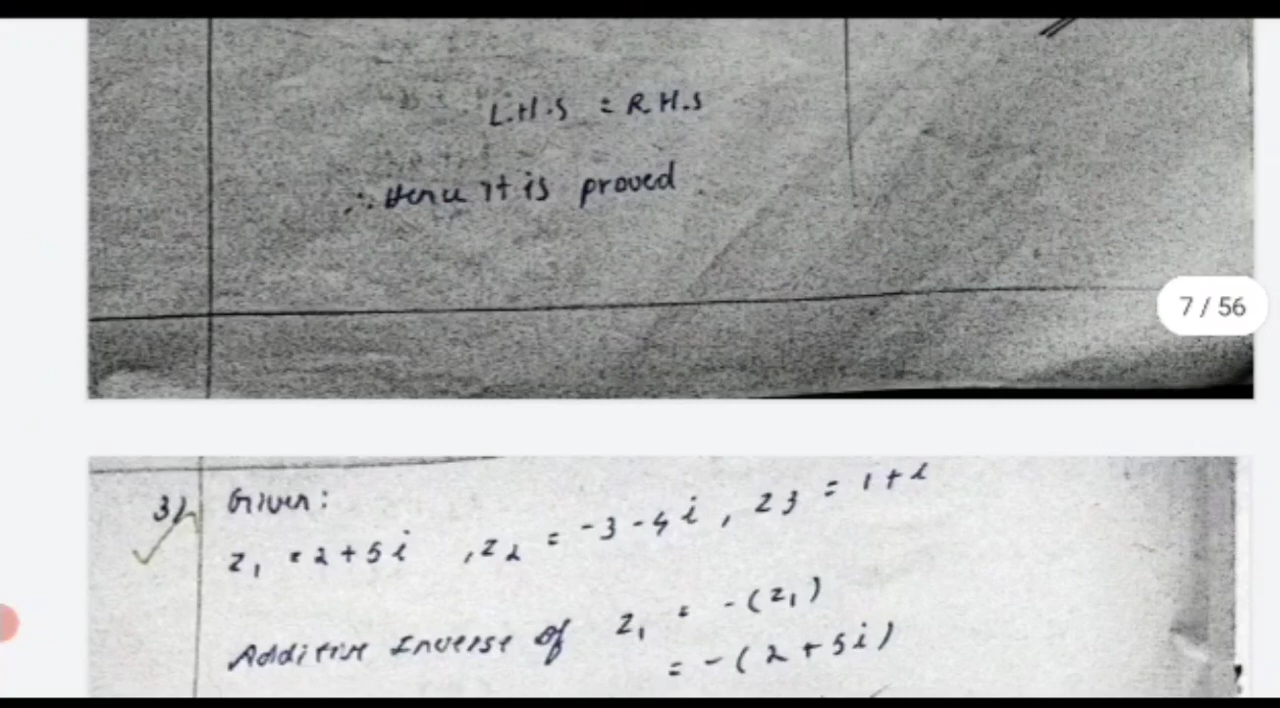 L.H.S = R.H.S
∴ Hence it is proved
7 / 56
3) Given:
z₁ = 2 + 5i , z₂ = -3 - 4i , z3 = 1 + i
Additive Inverse of z₁ = -(z₁)
= -(2 + 5i)